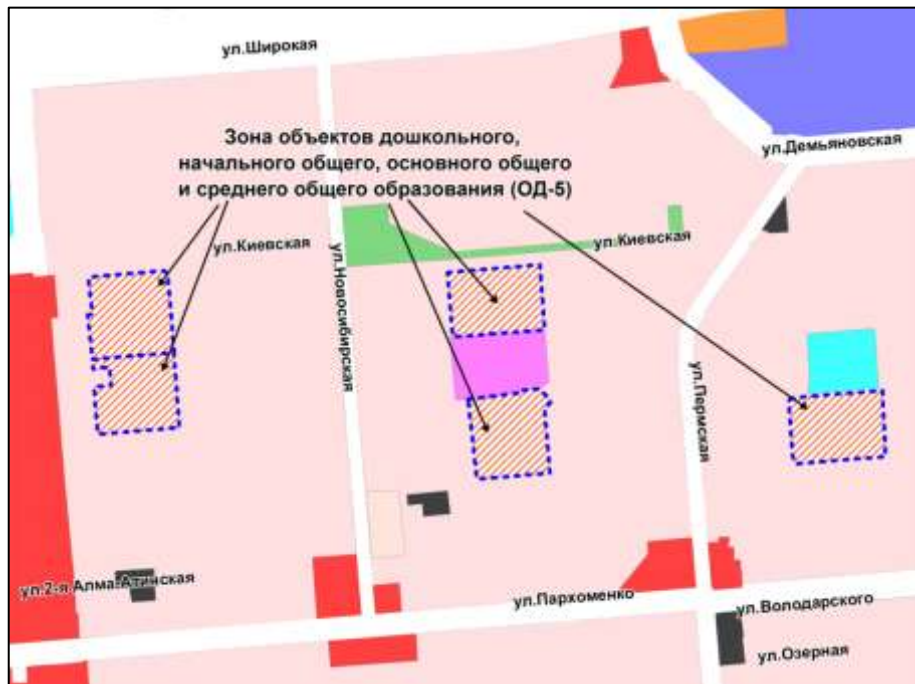 ул.Широкая
Зона объектов дошкольного,
начального общего, основного общего
и среднего общего образования (ОД-5)
ул.Демьяновская
ул.Киевская
ул.Киевская
ул.Новосибирская
ул.Пермская
ул.2-я Алма-Атинская
ул.Пархоменко
ул.Володарского
ул.Озерная